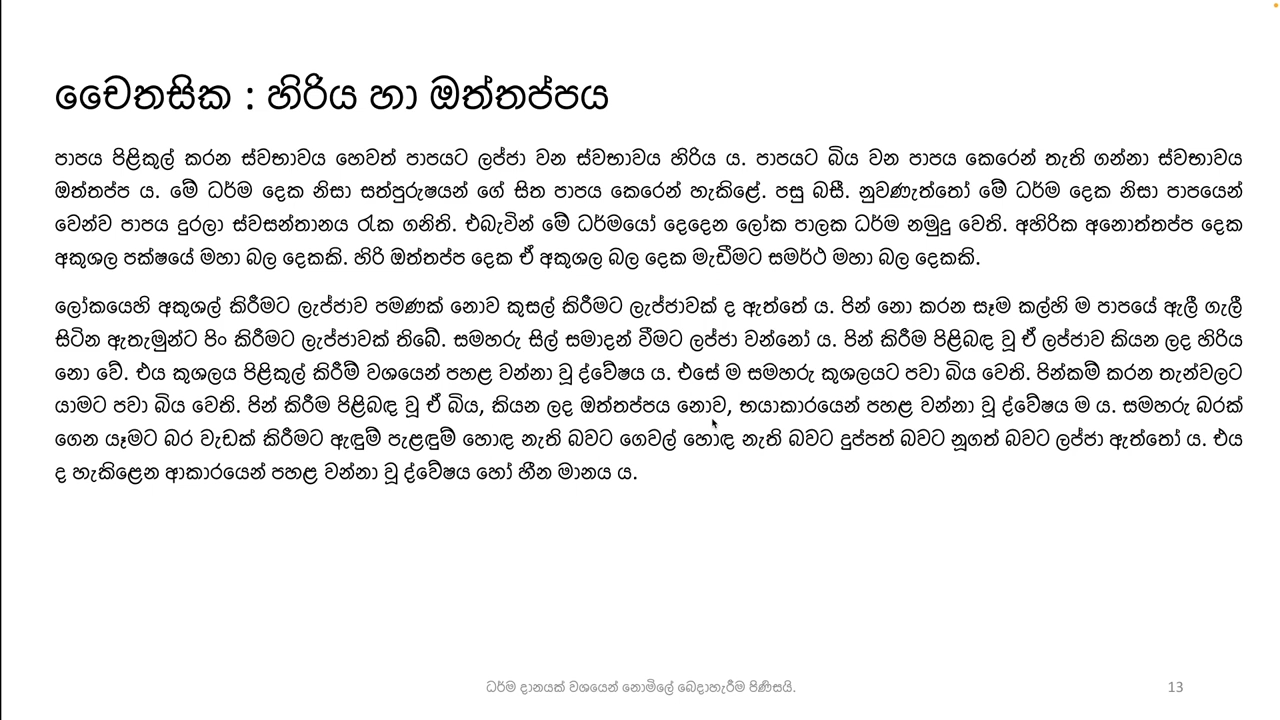 චෛතසික : හිරිය හා ඔත්තප්පය
පාපය පිළිකුල් කරන ස්වභාවය හෙවත් පාපයට ලජ්ජා වන ස්වභාවය හිරිය ය. පාපයට බිය වන පාපය කෙරෙන් තැති ගන්නා ස්වභාවය
ඔත්තප්ප ය. මේ ධර්ම දෙක නිසා සත්පුරුෂයන් ගේ සිත පාපය කෙරෙන් හැකිළේ. පසු බසී. නුවණැත්තෝ මේ ධර්ම දෙක නිසා පාපයෙන්
වෙන්ව පාපය දුරලා ස්වසන්තානය රැක ගනිති. එබැවින් මේ ධර්මයෝ දෙදෙන ලෝක පාලක ධර්ම නමුදු වෙති. අහිරික අනොත්තප්ප දෙක
අකුශල පක්ෂයේ මහා බල දෙකකි. හිරි ඔත්තප්ප දෙක ඒ අකුශල බල දෙක මැඩීමට සමර්ථ මහා බල දෙකකි.
ලෝකයෙහි අකුශල් කිරීමට ලැජ්ජාව පමණක් නොව කුසල් කිරීමට ලැජ්ජාවක් ද ඇත්තේ ය. පින් නො කරන සෑම කල්හි ම පාපයේ ඇලී ගැලී
සිටින ඇතැමුන්ට පිං කිරීමට ලැජ්ජාවක් තිබේ. සමහරු සිල් සමාදන් වීමට ලජ්ජා වන්නෝ ය. පින් කිරීම පිළිබඳ වූ ඒ ලජ්ජාව කියන ලද හිරිය
නො වේ. එය කුශලය පිළිකුල් කිරීම් වශයෙන් පහළ වන්නා වූ ද්වේෂය ය. එසේ ම සමහරු කුශලයට පවා බිය වෙති. පින්කම් කරන තැන්වලට
යාමට පවා බිය වෙති. පින් කිරීම පිළිබඳ වූ ඒ බිය, කියන ලද ඔත්තප්පය නොව, භයාකාරයෙන් පහළ වන්නා වූ ද්වේෂය ම ය. සමහරු බරක්
ගෙන යෑමට බර වැඩක් කිරීමට ඇඳුම් පැළඳුම් හොඳ නැති බවට ගෙවල් හොඳ නැති බවට දුප්පත් බවට නූගත් බවට ලජ්ජා ඇත්තෝ ය. එය
ද හැකිළෙන ආකාරයෙන් පහළ වන්නා වූ ද්වේෂය හෝ හීන මානය ය.
ධර්ම දානයක් වශයෙන් නොමිලේ බෙදාහැරීම පිණිසයි.
13